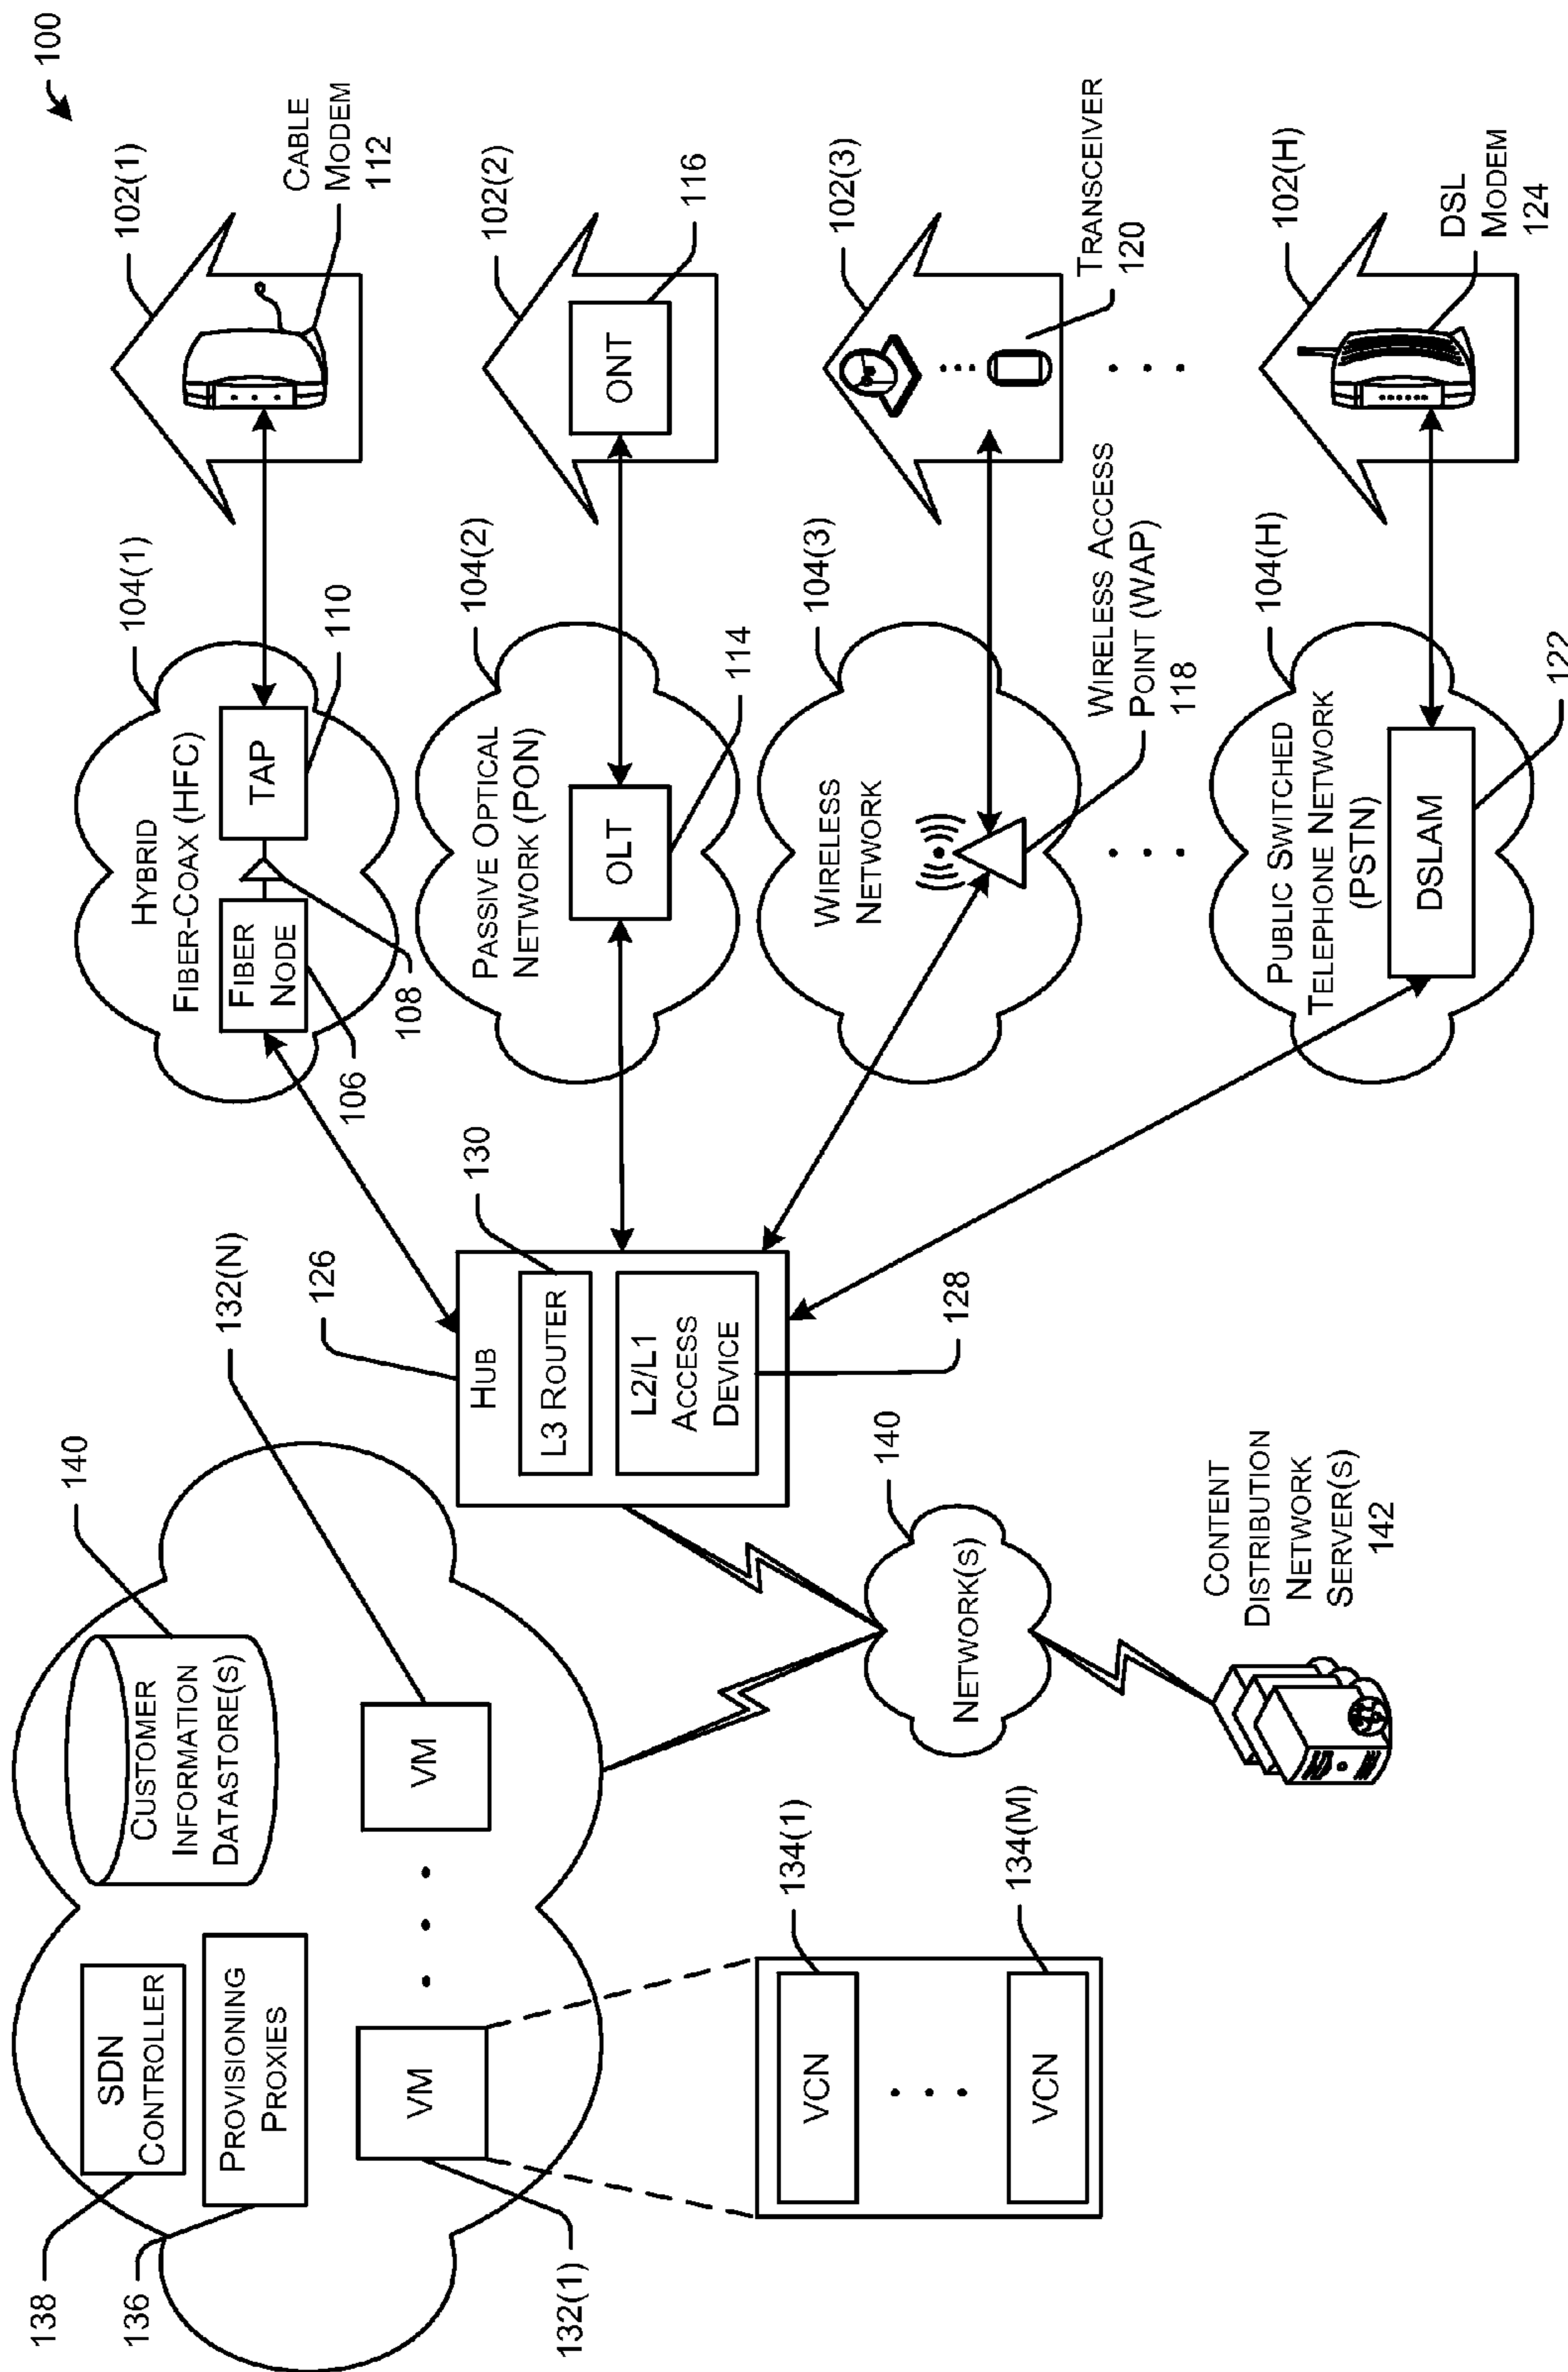 100
138
SDN
CONTROLLER
136
PROVISIONING
PROXIES
140
CUSTOMER
INFORMATION
DATASTORE(S)
132(1)
VM
• • •
VM
132(N)
VCN
134(1)
• • •
VCN
134(M)
126
HUB
L3 ROUTER
130
L2/L1
ACCESS
DEVICE
128
140
NETWORK(S)
CONTENT
DISTRIBUTION
NETWORK
SERVER(S)
142
104(1)
HYBRID
FIBER-COAX (HFC)
FIBER
NODE
TAP
106
108
110
102(1)
CABLE
MODEM
112
104(2)
PASSIVE OPTICAL
NETWORK (PON)
OLT
114
102(2)
ONT
116
104(3)
WIRELESS
NETWORK
WIRELESS ACCESS
POINT (WAP)
118
102(3)
TRANSCEIVER
120
• • •
• • •
104(H)
PUBLIC SWITCHED
TELEPHONE NETWORK
(PSTN)
DSLAM
122
102(H)
DSL
MODEM
124